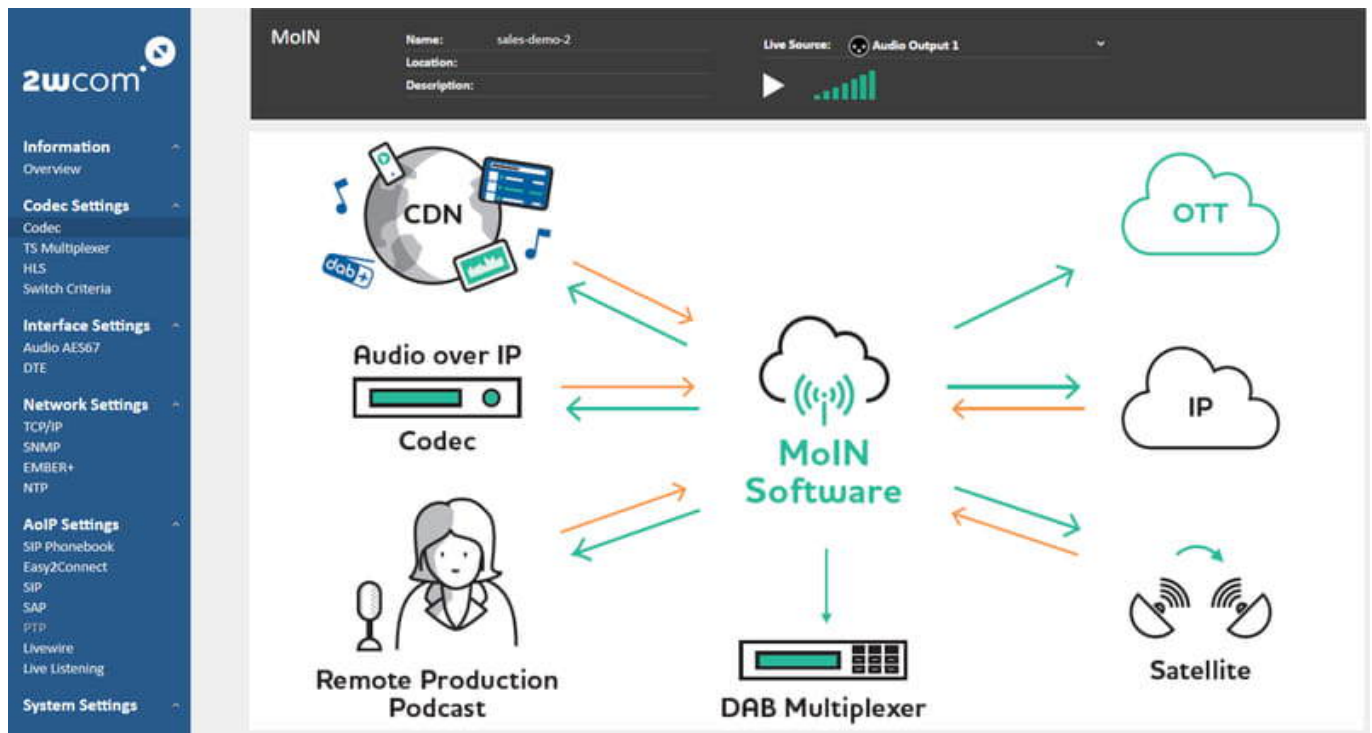 2wcom
Information
Overview
Codec Settings
Codec
TS Multiplexer
HLS
Switch Criteria
Interface Settings
Audio AES67
DTE
Network Settings
TCP/IP
SNMP
EMBER+
NTP
AoIP Settings
SIP Phonebook
Easy2Connect
SIP
SAP
PTP
Livewire
Live Listening
System Settings
MoIN
Name: sales-demo-2
Location:
Description:
Live Source: Audio Output 1
CDN
dab+
OTT
Audio over IP
Codec
MoIN
Software
IP
Remote Production
Podcast
DAB Multiplexer
Satellite